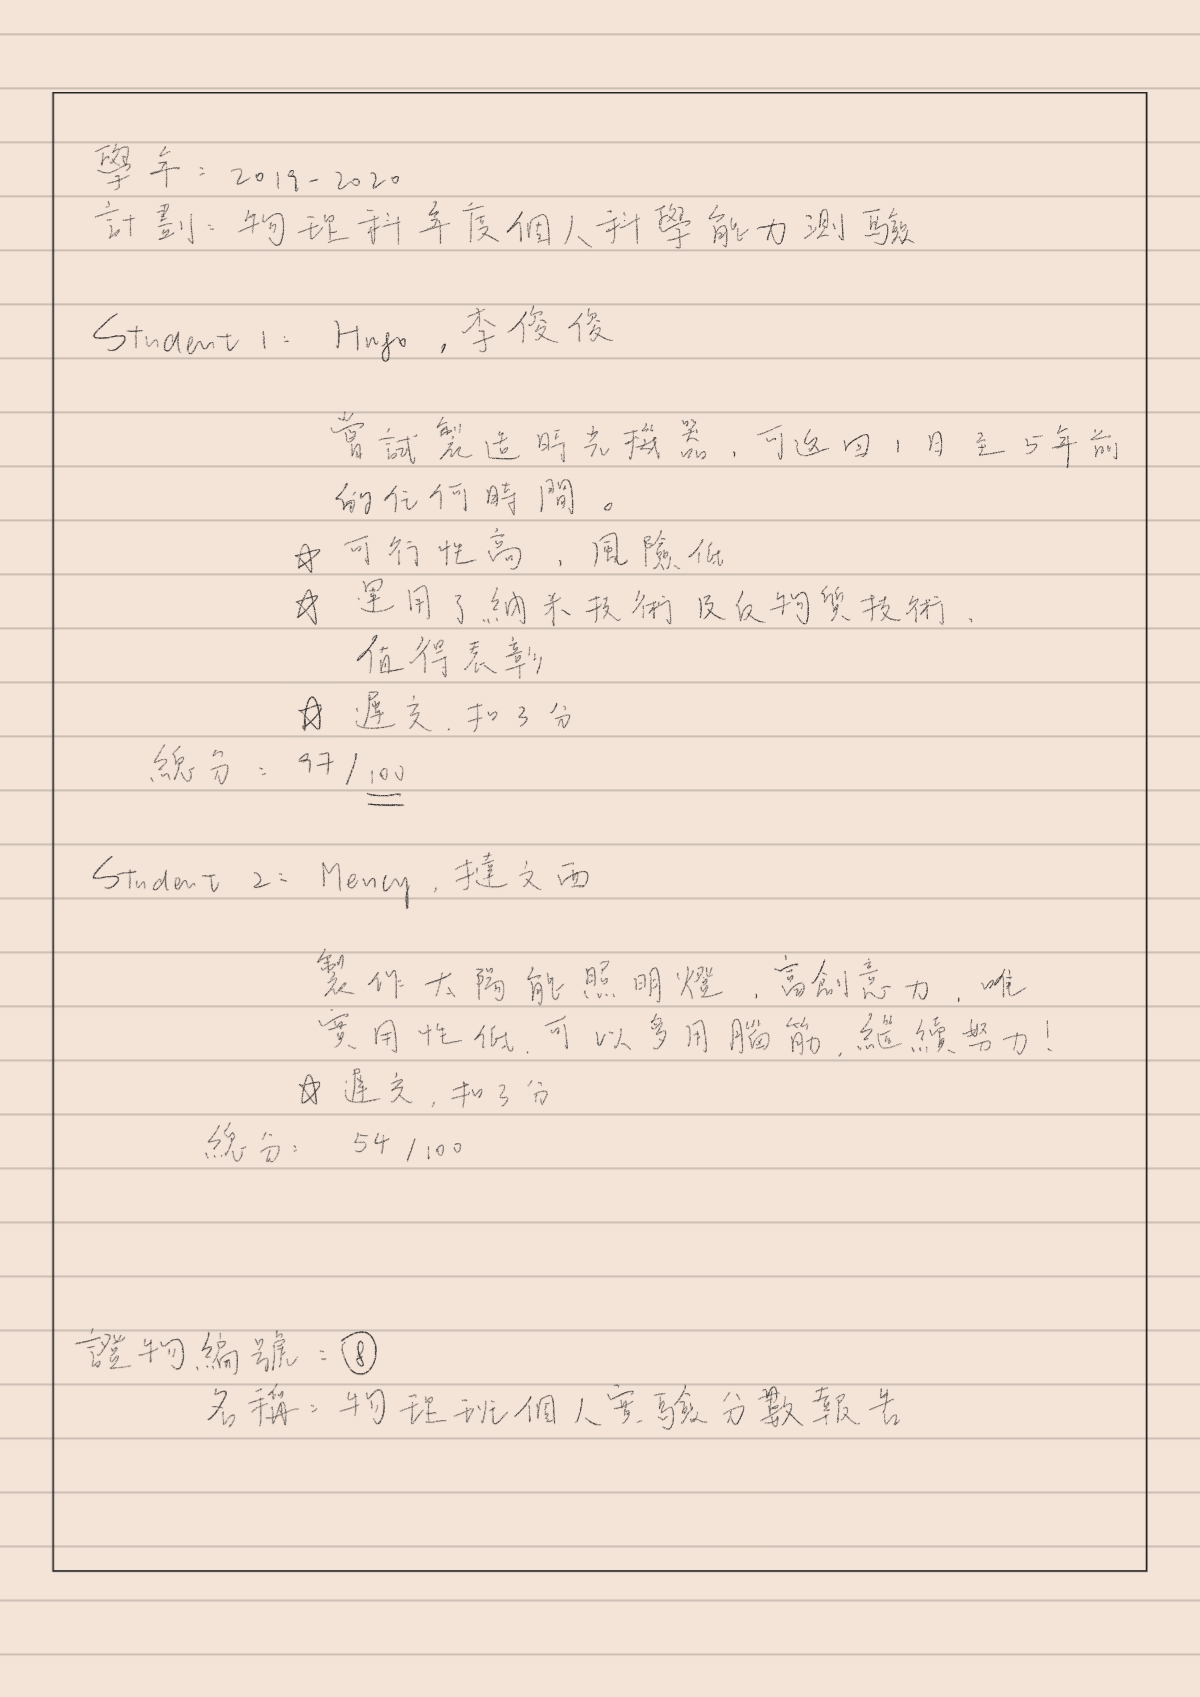 學年：2019-2020
計劃：物理科年度個人科學能力測驗
Student 1: Hugo, 李俊俊
嘗試製造時光機器，可返回1日至5年前
的任何時間。
☆ 可行性高，風險低
☆ 運用了納米技術及反物質技術，
值得表彰
☆ 遲交，扣3分
總分：97/100
Student 2: Mency, 撻文西
製作太陽能照明燈，高創意力，唯
實用性低，可以多用腦筋，繼續努力！
☆ 遲交，扣3分
總分：54/100
證物編號：⑧
名稱：物理班個人實驗分數報告